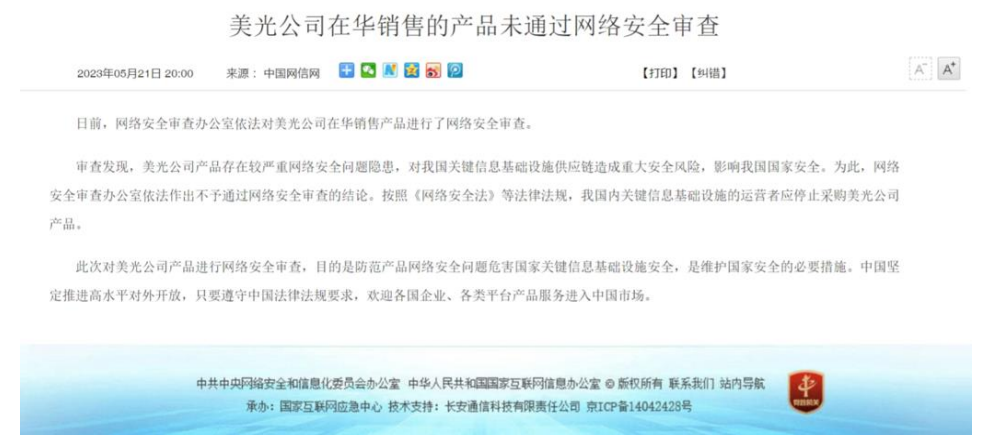 美光公司在华销售的产品未通过网络安全审查
2023年05月21日 20:00 来源： 中国网信网 【打印】 【纠错】 A- A+
日前，网络安全审查办公室依法对美光公司在华销售产品进行了网络安全审查。
审查发现，美光公司产品存在较严重网络安全问题隐患，对我国关键信息基础设施供应链造成重大安全风险，影响我国国家安全。为此，网络
安全审查办公室依法作出不予通过网络安全审查的结论。按照《网络安全法》等法律法规，我国内关键信息基础设施的运营者应停止采购美光公司
产品。
此次对美光公司产品进行网络安全审查，目的是防范产品网络安全问题危害国家关键信息基础设施安全，是维护国家安全的必要措施。中国坚
定推进高水平对外开放，只要遵守中国法律法规要求，欢迎各国企业、各类平台产品服务进入中国市场。
中共中央网络安全和信息化委员会办公室 中华人民共和国国家互联网信息办公室 © 版权所有 联系我们 站内导航
承办：国家互联网应急中心 技术支持：长安通信科技有限责任公司 京ICP备14042428号
党政机关